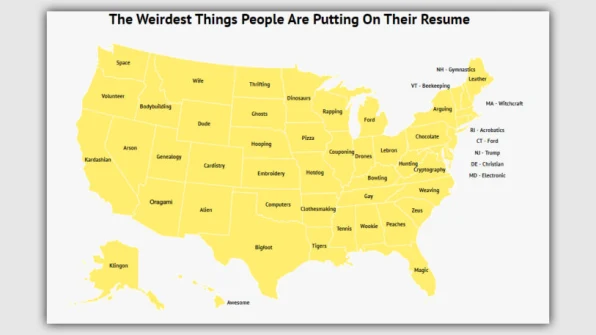 The Weirdest Things People Are Putting On Their Resume
NH - Gymnastics
Space
Leather
Wife
Thrifting
VT - Beekeeping
Volunteer
Dinosaurs
Bodybuilding
MA - Witchcraft
Ghosts
Rapping
Arguing
Ford
Dude
RI - Acrobatics
Pizza
Chocolate
CT - Ford
Hooping
Arson
Lebron
Couponing
NJ - Trump
Kardashian
Genealogy
Drones
Cardistry
Hunting
DE - Christian
Cryptography
Embroidery
Hotdog
MD - Electronic
Bowling
Weaving
Gay
Oragami
Computers
Clothesmaking
Alien
Zeus
Peaches
Wookie
Tennis
Bigfoot
Tigers
Klingon
Magic
Awesome